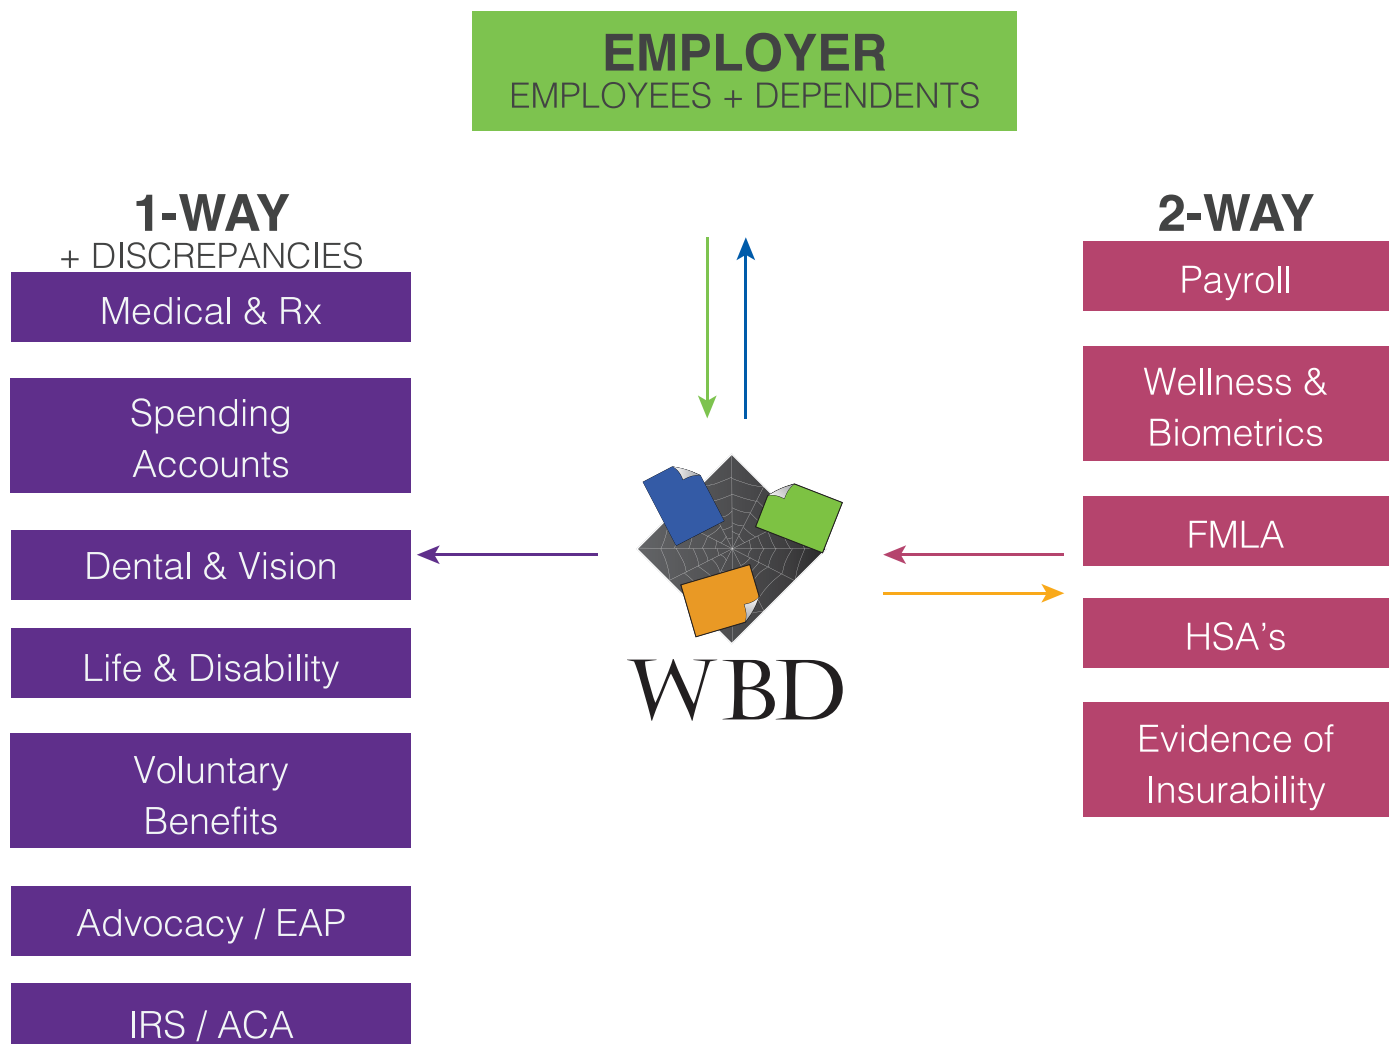 EMPLOYER
EMPLOYEES + DEPENDENTS
1-WAY
+ DISCREPANCIES
Medical & Rx
Spending
Accounts
Dental & Vision
Life & Disability
Voluntary
Benefits
Advocacy / EAP
IRS / ACA
WBD
2-WAY
Payroll
Wellness &
Biometrics
FMLA
HSA's
Evidence of
Insurability